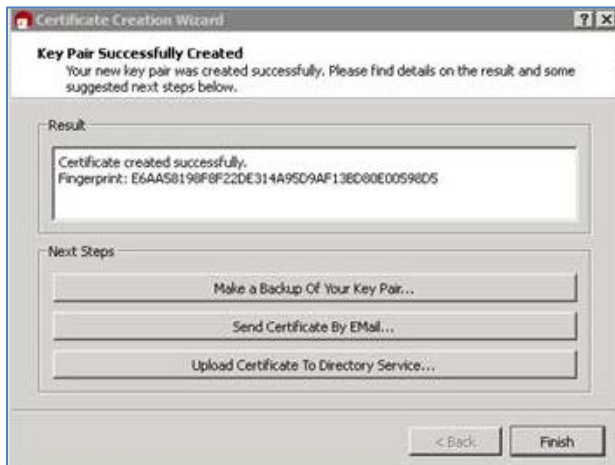 Certificate Creation Wizard
Key Pair Successfully Created
Your new key pair was created successfully. Please find details on the result and some
suggested next steps below.
Result
Certificate created successfully.
Fingerprint: E6AA58198F8F22DE314A95D9AF13BD80E00598D5
Next Steps
Make a Backup Of Your Key Pair...
Send Certificate By EMail...
Upload Certificate To Directory Service...
< Back
Finish